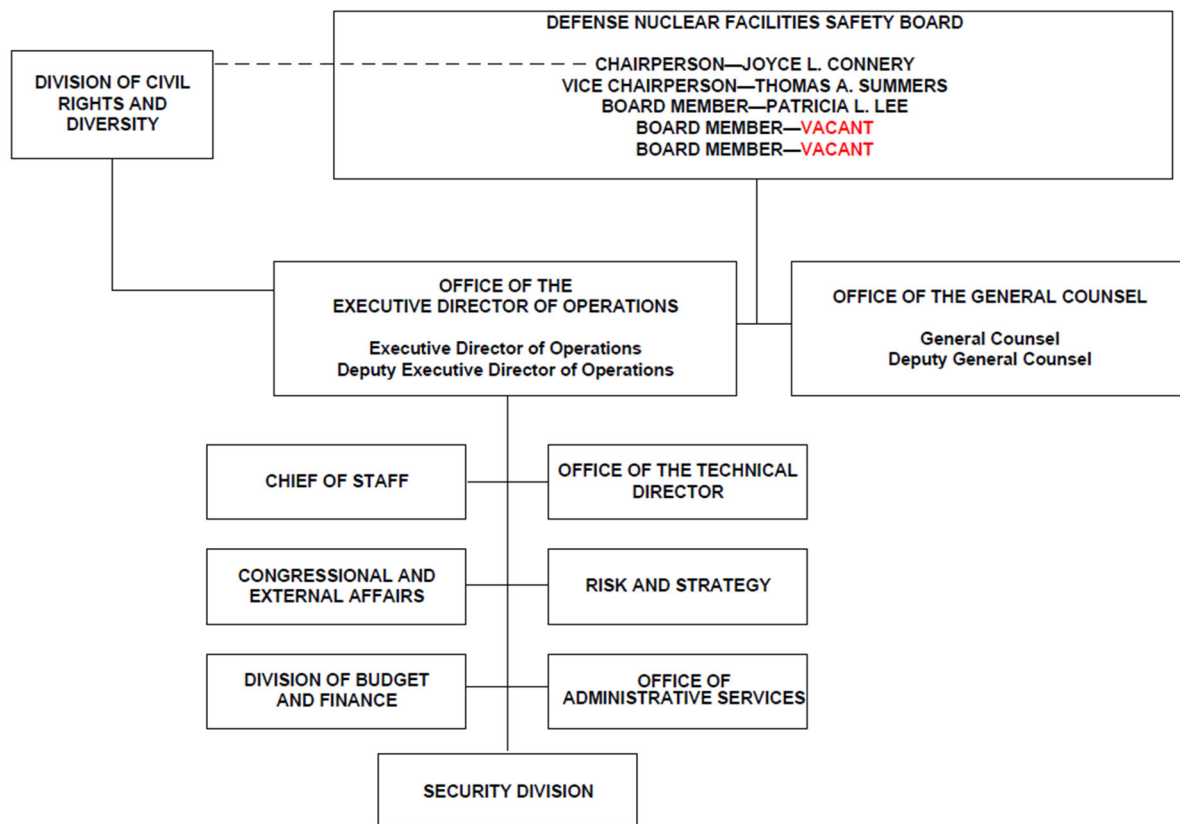 DEFENSE NUCLEAR FACILITIES SAFETY BOARD
CHAIRPERSON—JOYCE L. CONNERY
VICE CHAIRPERSON—THOMAS A. SUMMERS
BOARD MEMBER—PATRICIA L. LEE
BOARD MEMBER—VACANT
BOARD MEMBER—VACANT
DIVISION OF CIVIL
RIGHTS AND
DIVERSITY
OFFICE OF THE
EXECUTIVE DIRECTOR OF OPERATIONS
Executive Director of Operations
Deputy Executive Director of Operations
OFFICE OF THE GENERAL COUNSEL
General Counsel
Deputy General Counsel
CHIEF OF STAFF
OFFICE OF THE TECHNICAL
DIRECTOR
CONGRESSIONAL AND
EXTERNAL AFFAIRS
RISK AND STRATEGY
DIVISION OF BUDGET
AND FINANCE
OFFICE OF
ADMINISTRATIVE SERVICES
SECURITY DIVISION